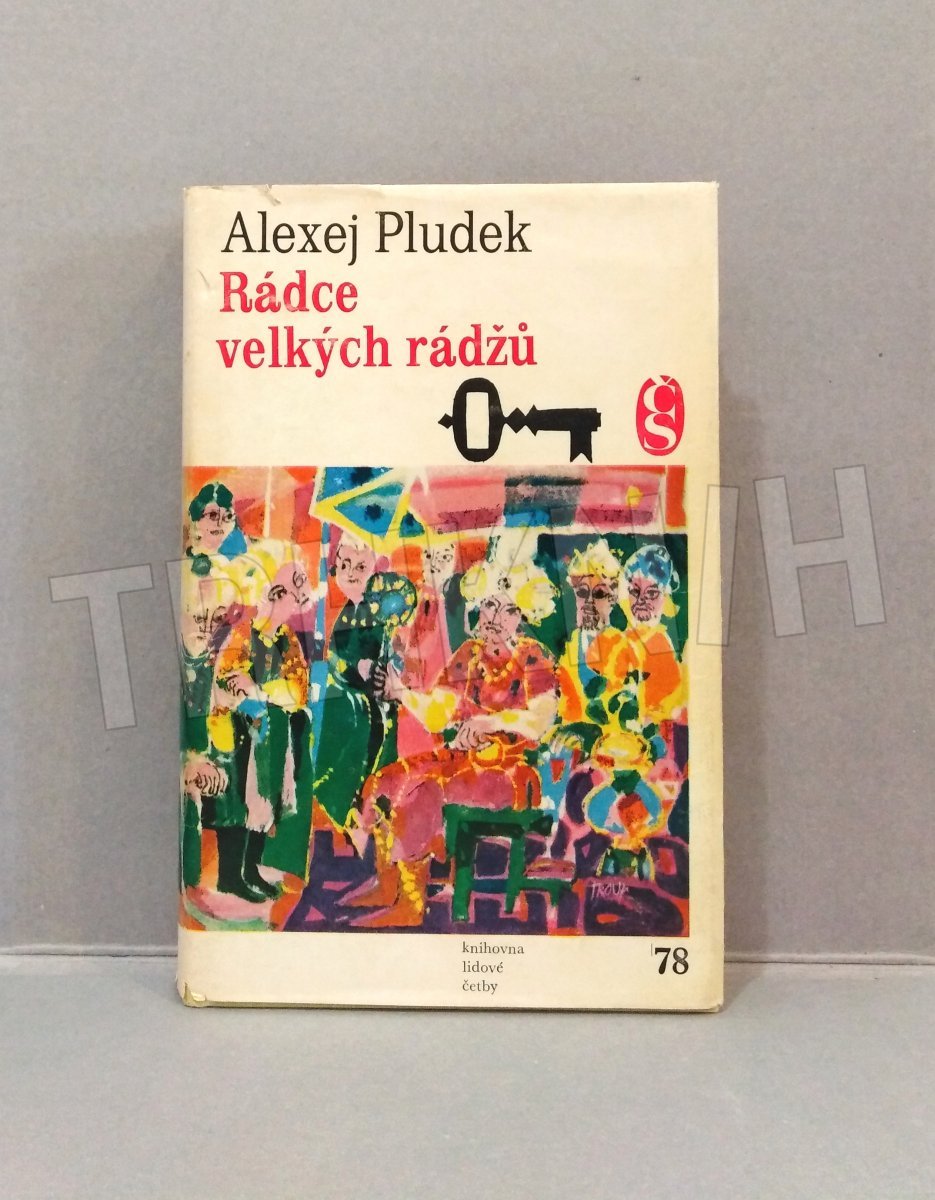 Alexej Pludek
Rádce
velkých rádžů
ČS
knihovna
lidové
četby
'78